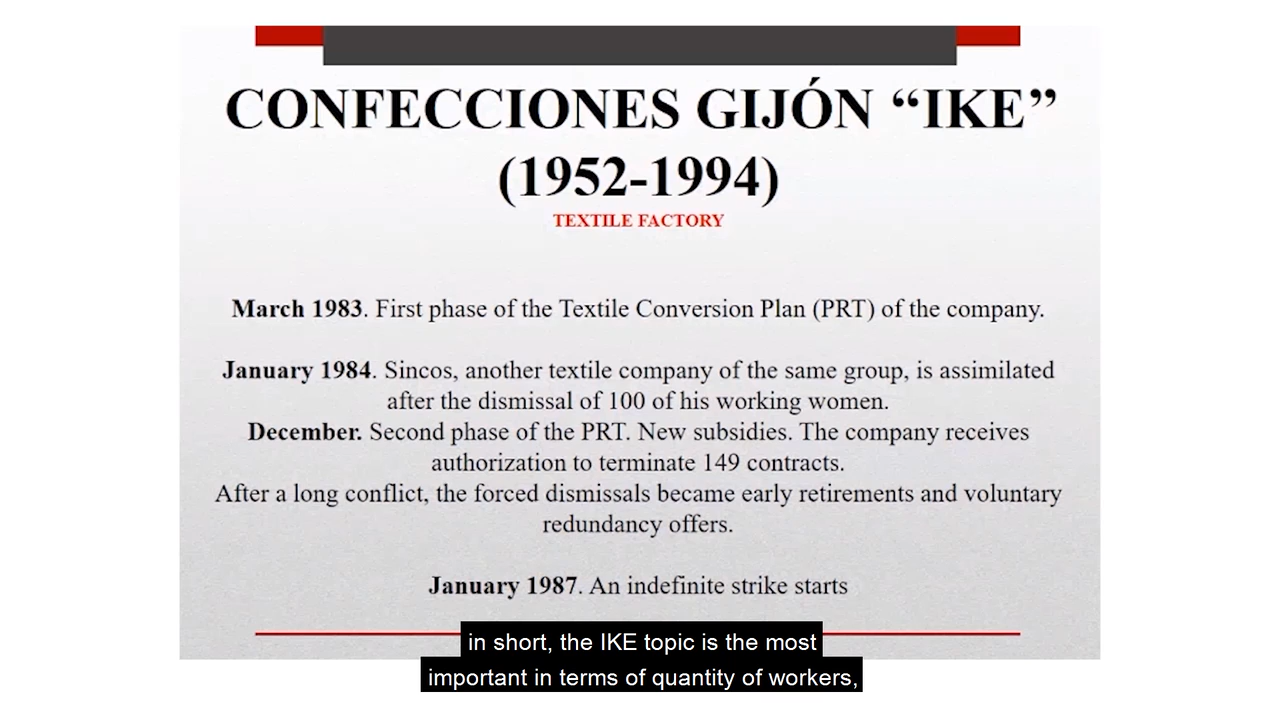 CONFECCIONES GIJÓN “IKE”
(1952-1994)
TEXTILE FACTORY
March 1983. First phase of the Textile Conversion Plan (PRT) of the company.
January 1984. Sincos, another textile company of the same group, is assimilated
after the dismissal of 100 of his working women.
December. Second phase of the PRT. New subsidies. The company receives
authorization to terminate 149 contracts.
After a long conflict, the forced dismissals became early retirements and voluntary
redundancy offers.
January 1987. An indefinite strike starts
in short, the IKE topic is the most
important in terms of quantity of workers,